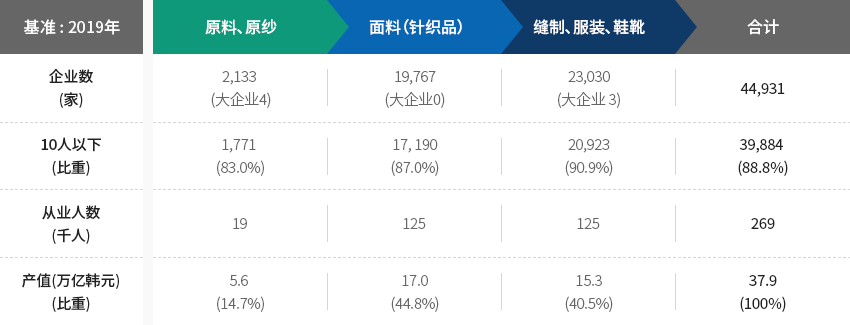 基准 : 2019年 原料、原纱 面料（针织品） 缝制、服装、鞋靴 合计
企业数 2,133 19,767 23,030 44,931
(家) (大企业4) (大企业0) (大企业 3)
10人以下 1,771 17, 190 20,923 39,884
(比重) (83.0%) (87.0%) (90.9%) (88.8%)
从业人数 19 125 125 269
(千人)
产值(万亿韩元) 5.6 17.0 15.3 37.9
(比重) (14.7%) (44.8%) (40.5%) (100%)